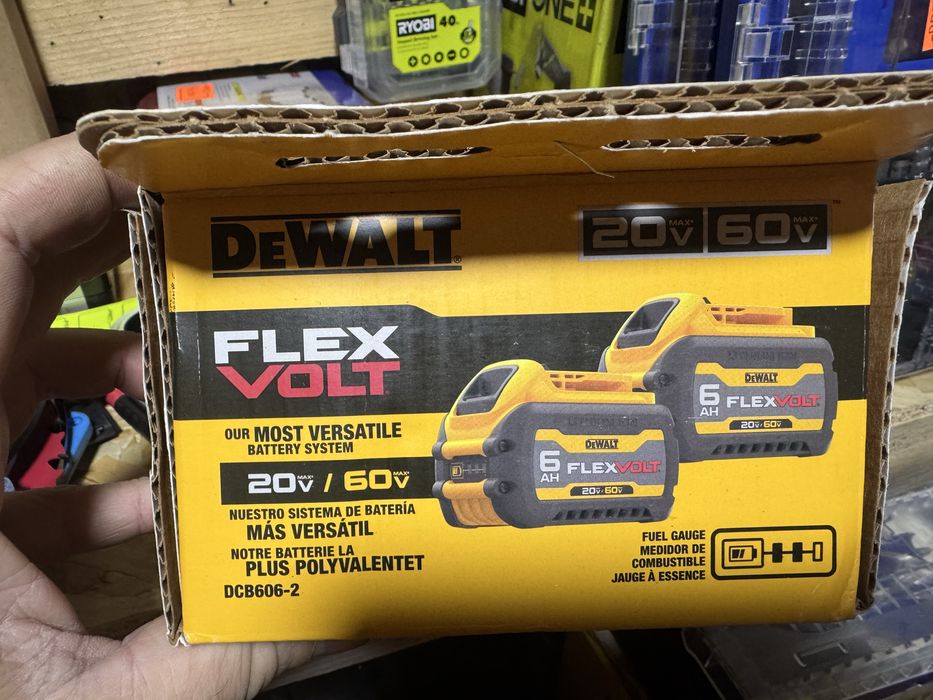 RYOBI 40
ONE+
DEWALT®
20V MAX* 60V MAX* ™
FLEX
VOLT
OUR MOST VERSATILE
BATTERY SYSTEM
20V MAX* / 60V MAX*
NUESTRO SISTEMA DE BATERÍA
MÁS VERSÁTIL
NOTRE BATTERIE LA
PLUS POLYVALENTET
DCB606-2
DEWALT
6 AH FLEXVOLT
20V/60V
DEWALT
6 AH FLEXVOLT
20V/60V
FUEL GAUGE
MEDIDOR DE
COMBUSTIBLE
JAUGE À ESSENCE